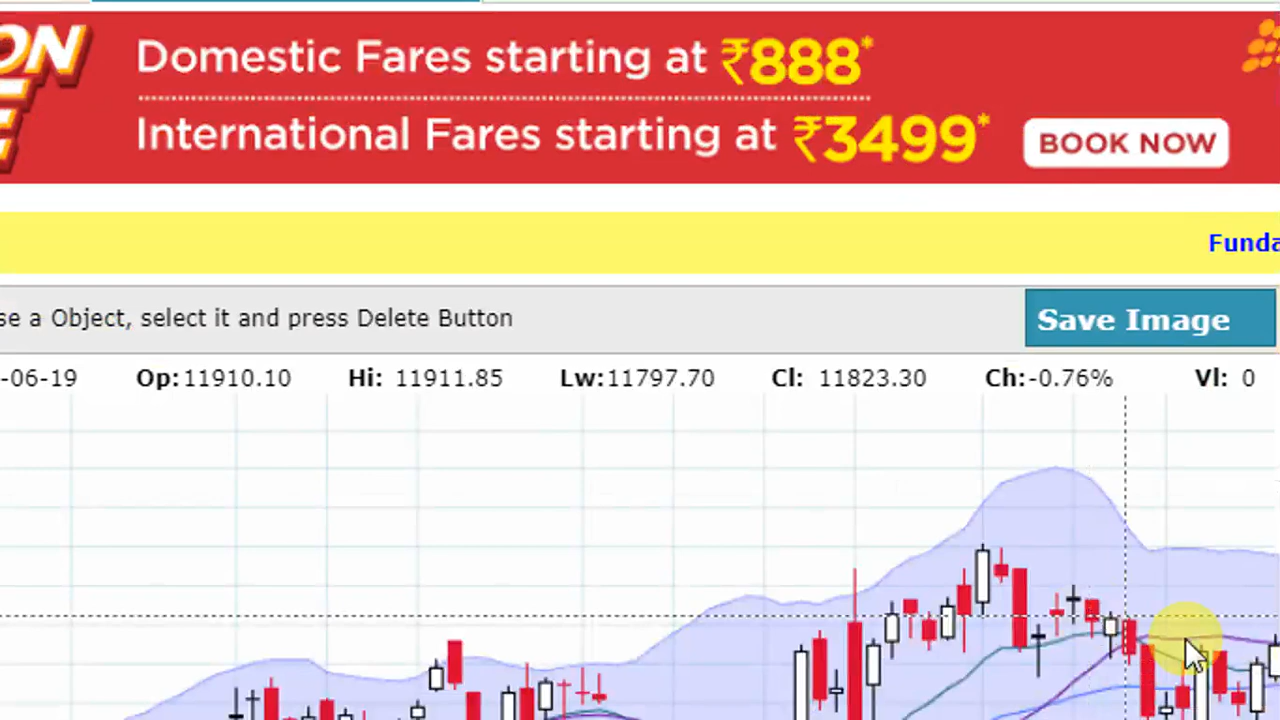 ON
Domestic Fares starting at ₹888*
International Fares starting at ₹3499*
BOOK NOW
E
Funda
se a Object, select it and press Delete Button
Save Image
-06-19 Op:11910.10 Hi: 11911.85 Lw:11797.70 Cl: 11823.30 Ch:-0.76% Vl: 0